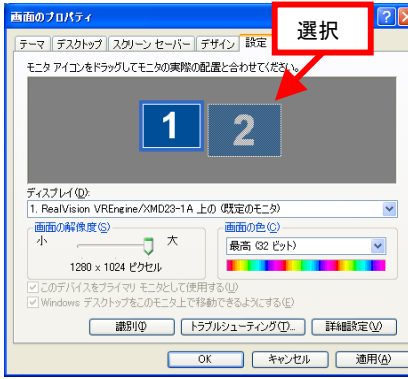 画面のプロパティ
選択
テーマ デスクトップ スクリーン セーバー デザイン 設定
モニタ アイコンをドラッグしてモニタの実際の配置と合わせてください。
1 2
ディスプレイ(D):
1. RealVision VREngine/XMD23-1A 上の (既定のモニタ)
画面の解像度(S) 画面の色(C)
小 大 最高 (32 ビット)
1280 x 1024 ピクセル
このデバイスをプライマリ モニタとして使用する(U)
Windows デスクトップをこのモニタ上で移動できるようにする(E)
識別(I) トラブルシューティング(T)... 詳細設定(V)
OK キャンセル 適用(A)